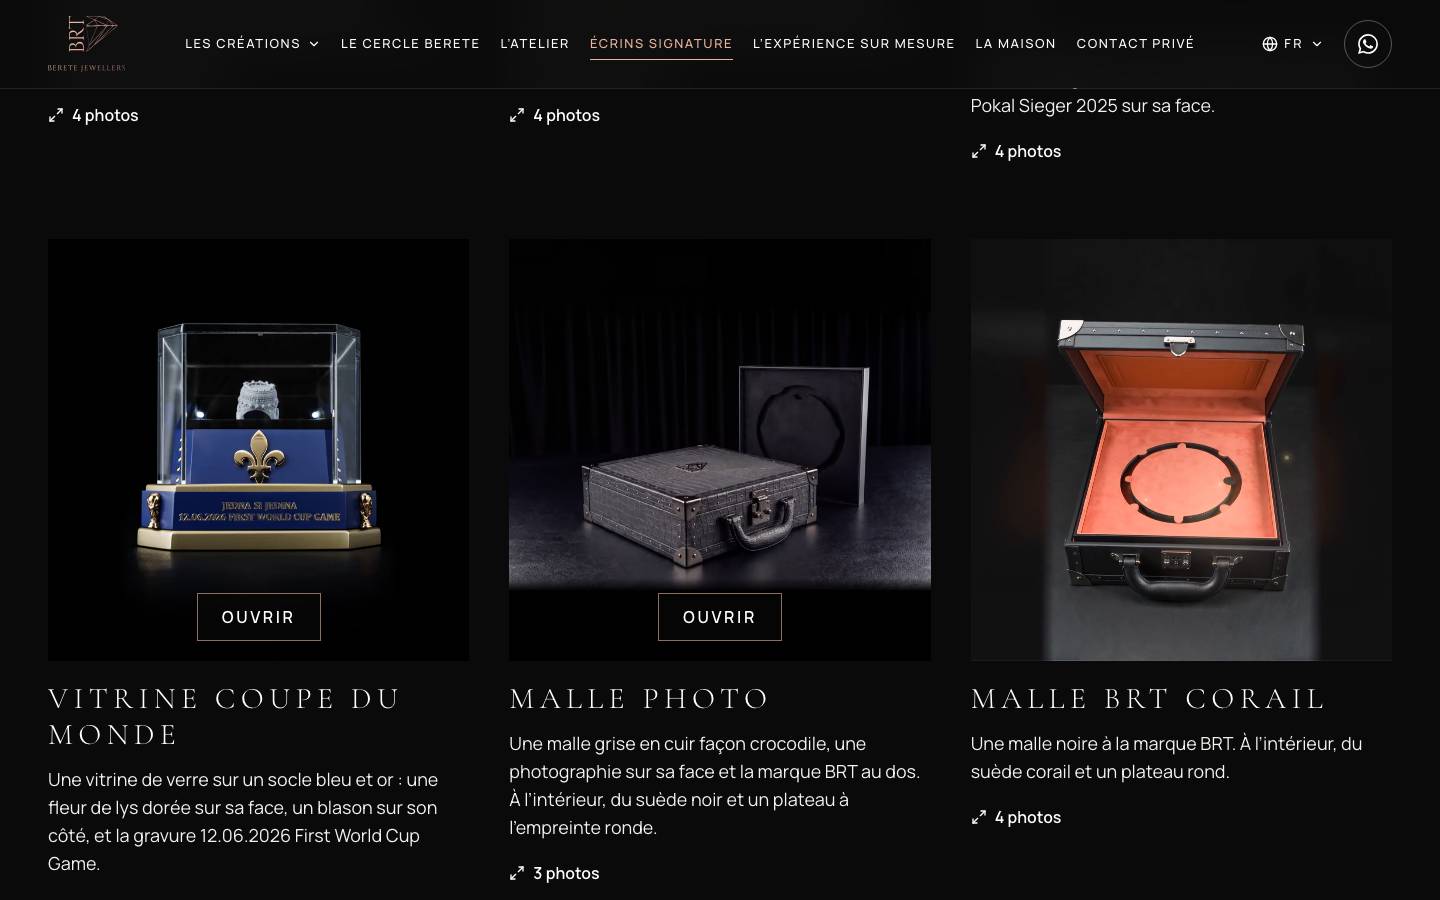 BRT
BERETE JEWELLERS
LES CRÉATIONS
LE CERCLE BERETE
L'ATELIER
ÉCRINS SIGNATURE
L'EXPÉRIENCE SUR MESURE
LA MAISON
CONTACT PRIVÉ
FR
4 photos
4 photos
Pokal Sieger 2025 sur sa face.
4 photos
JEDNA SI JEDINA
12.06.2026 FIRST WORLD CUP GAME
OUVRIR
OUVRIR
VITRINE COUPE DU
MONDE
Une vitrine de verre sur un socle bleu et or : une
fleur de lys dorée sur sa face, un blason sur son
côté, et la gravure 12.06.2026 First World Cup
Game.
MALLE PHOTO
Une malle grise en cuir façon crocodile, une
photographie sur sa face et la marque BRT au dos.
À l'intérieur, du suède noir et un plateau à
l'empreinte ronde.
3 photos
MALLE BRT CORAIL
Une malle noire à la marque BRT. À l'intérieur, du
suède corail et un plateau rond.
4 photos